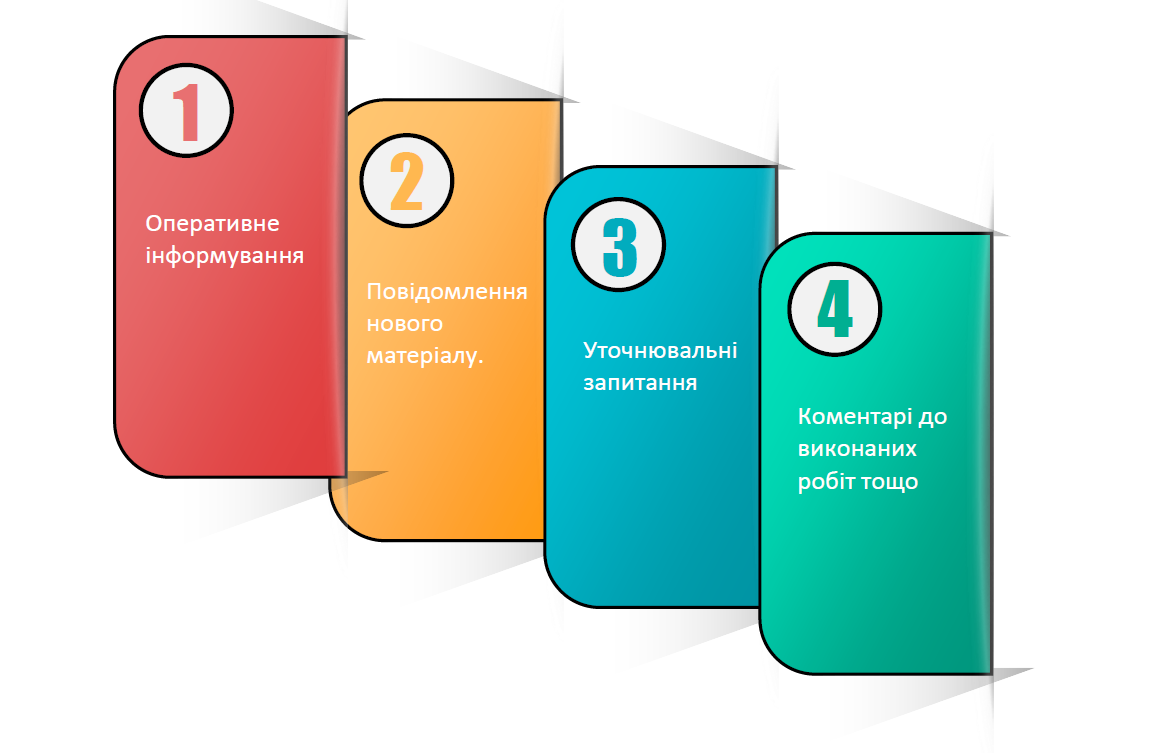 1
Оперативне
інформування
2
Повідомлення
нового
матеріалу.
3
Уточнювальні
запитання
4
Коментарі до
виконаних
робіт тощо